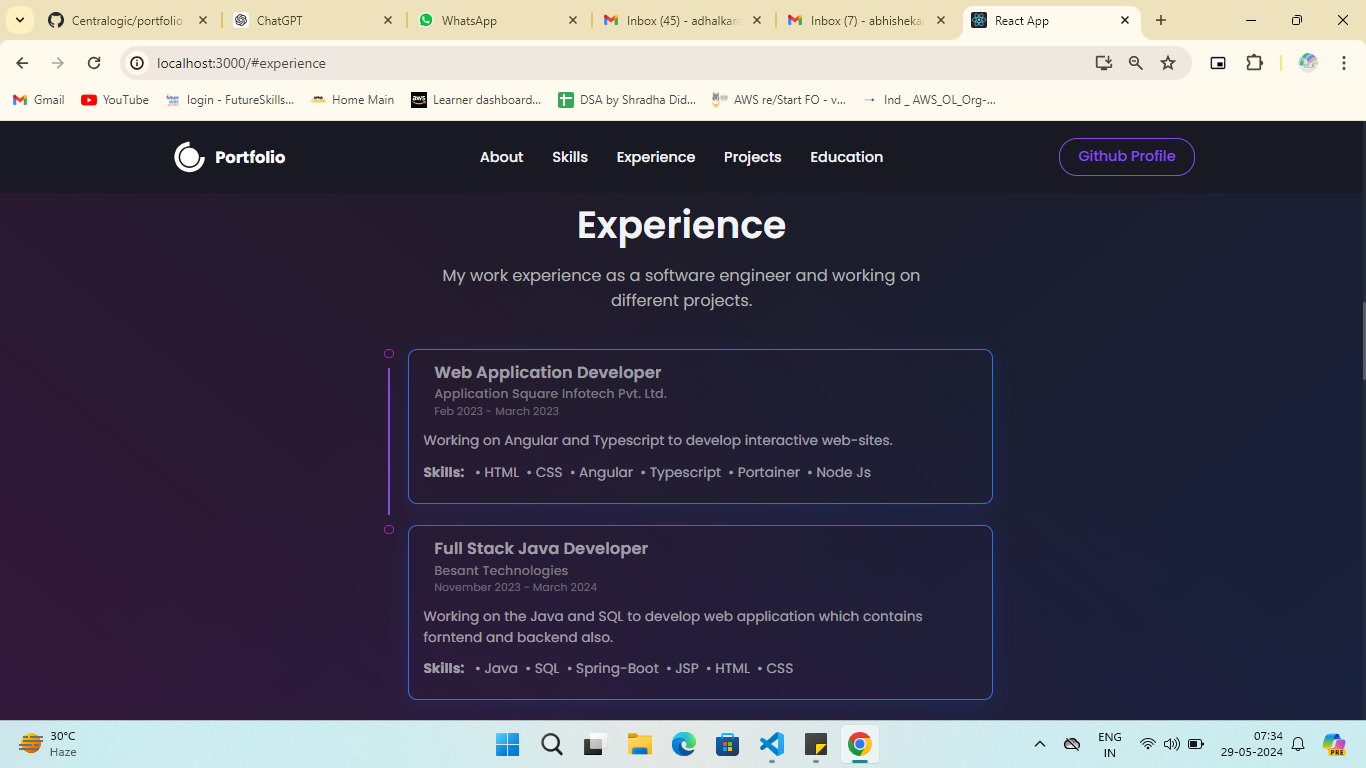 Centralogic/portfolio
ChatGPT
WhatsApp
Inbox (45) - adhalkar
Inbox (7) - abhisheka
React App
localhost:3000/#experience
Gmail
YouTube
login - FutureSkills...
Home Main
aws
Learner dashboard...
DSA by Shradha Did...
AWS re/Start FO - v...
Ind _ AWS_OL_Org-...
Portfolio
About
Skills
Experience
Projects
Education
Github Profile
Experience
My work experience as a software engineer and working on
different projects.
Web Application Developer
Application Square Infotech Pvt. Ltd.
Feb 2023 - March 2023
Working on Angular and Typescript to develop interactive web-sites.
Skills: • HTML • CSS • Angular • Typescript • Portainer • Node Js
Full Stack Java Developer
Besant Technologies
November 2023 - March 2024
Working on the Java and SQL to develop web application which contains
forntend and backend also.
Skills: • Java • SQL • Spring-Boot • JSP • HTML • CSS
30°C
Haze
ENG
IN
07:34
29-05-2024
PRE